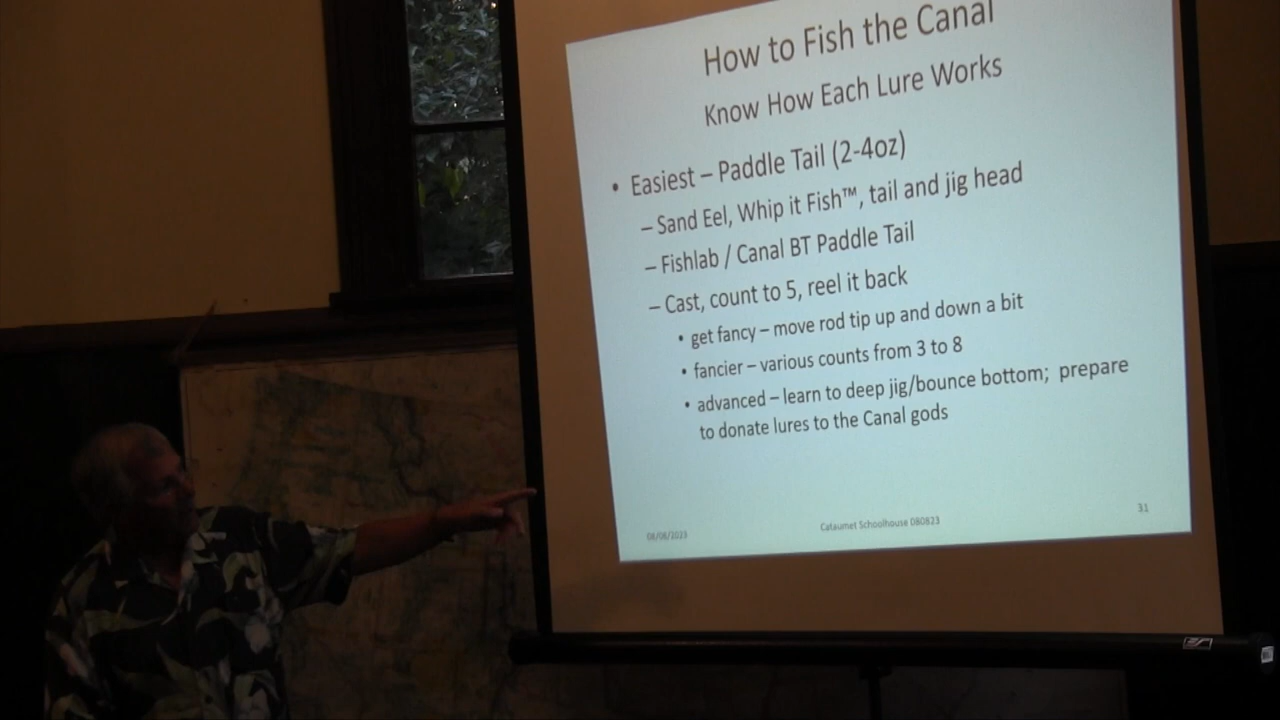 How to Fish the Canal
Know How Each Lure Works
• Easiest – Paddle Tail (2-4oz)
– Sand Eel, Whip it Fish™, tail and jig head
– Fishlab / Canal BT Paddle Tail
– Cast, count to 5, reel it back
• get fancy – move rod tip up and down a bit
• fancier – various counts from 3 to 8
• advanced – learn to deep jig/bounce bottom; prepare
to donate lures to the Canal gods
08/08/2023
Cataumet Schoolhouse 080823
31